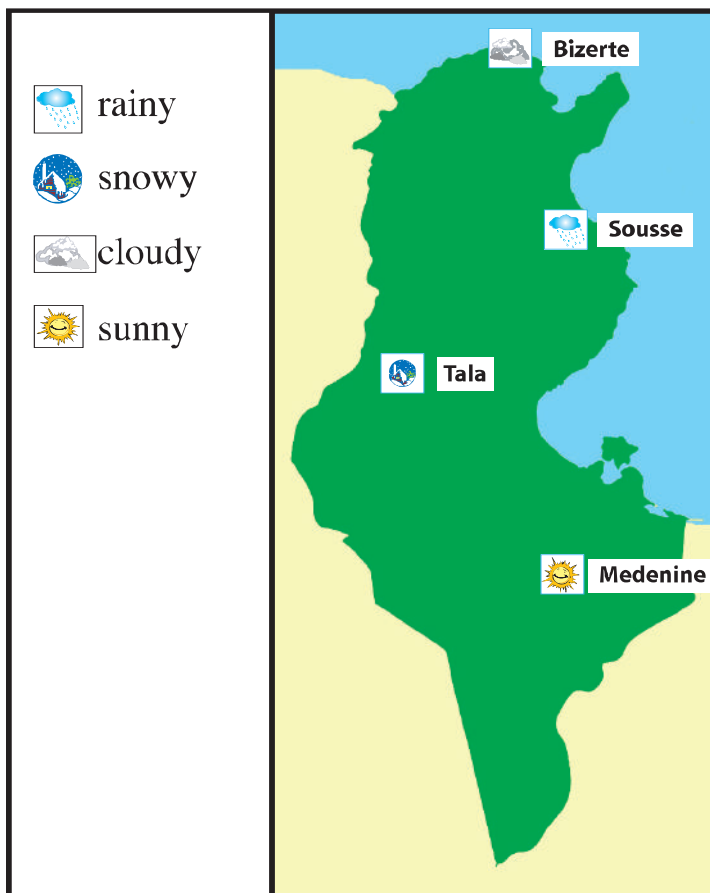 rainy
snowy
cloudy
sunny
Bizerte
Sousse
Tala
Medenine